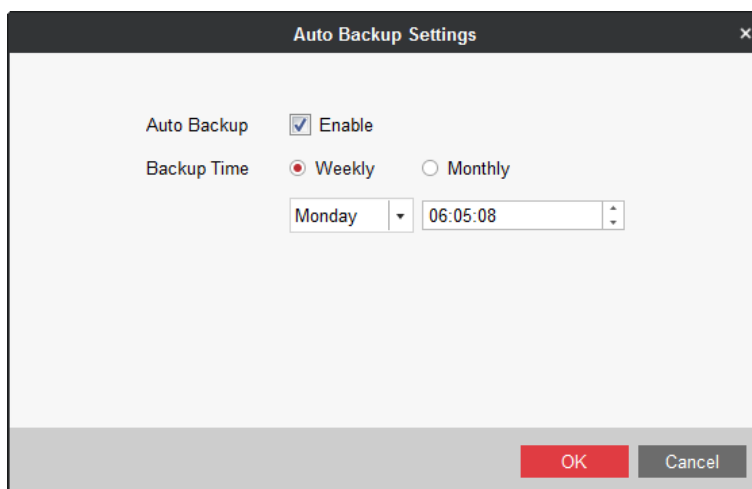 Auto Backup Settings ×
Auto Backup Enable
Backup Time Weekly Monthly
Monday 06:05:08
OK Cancel